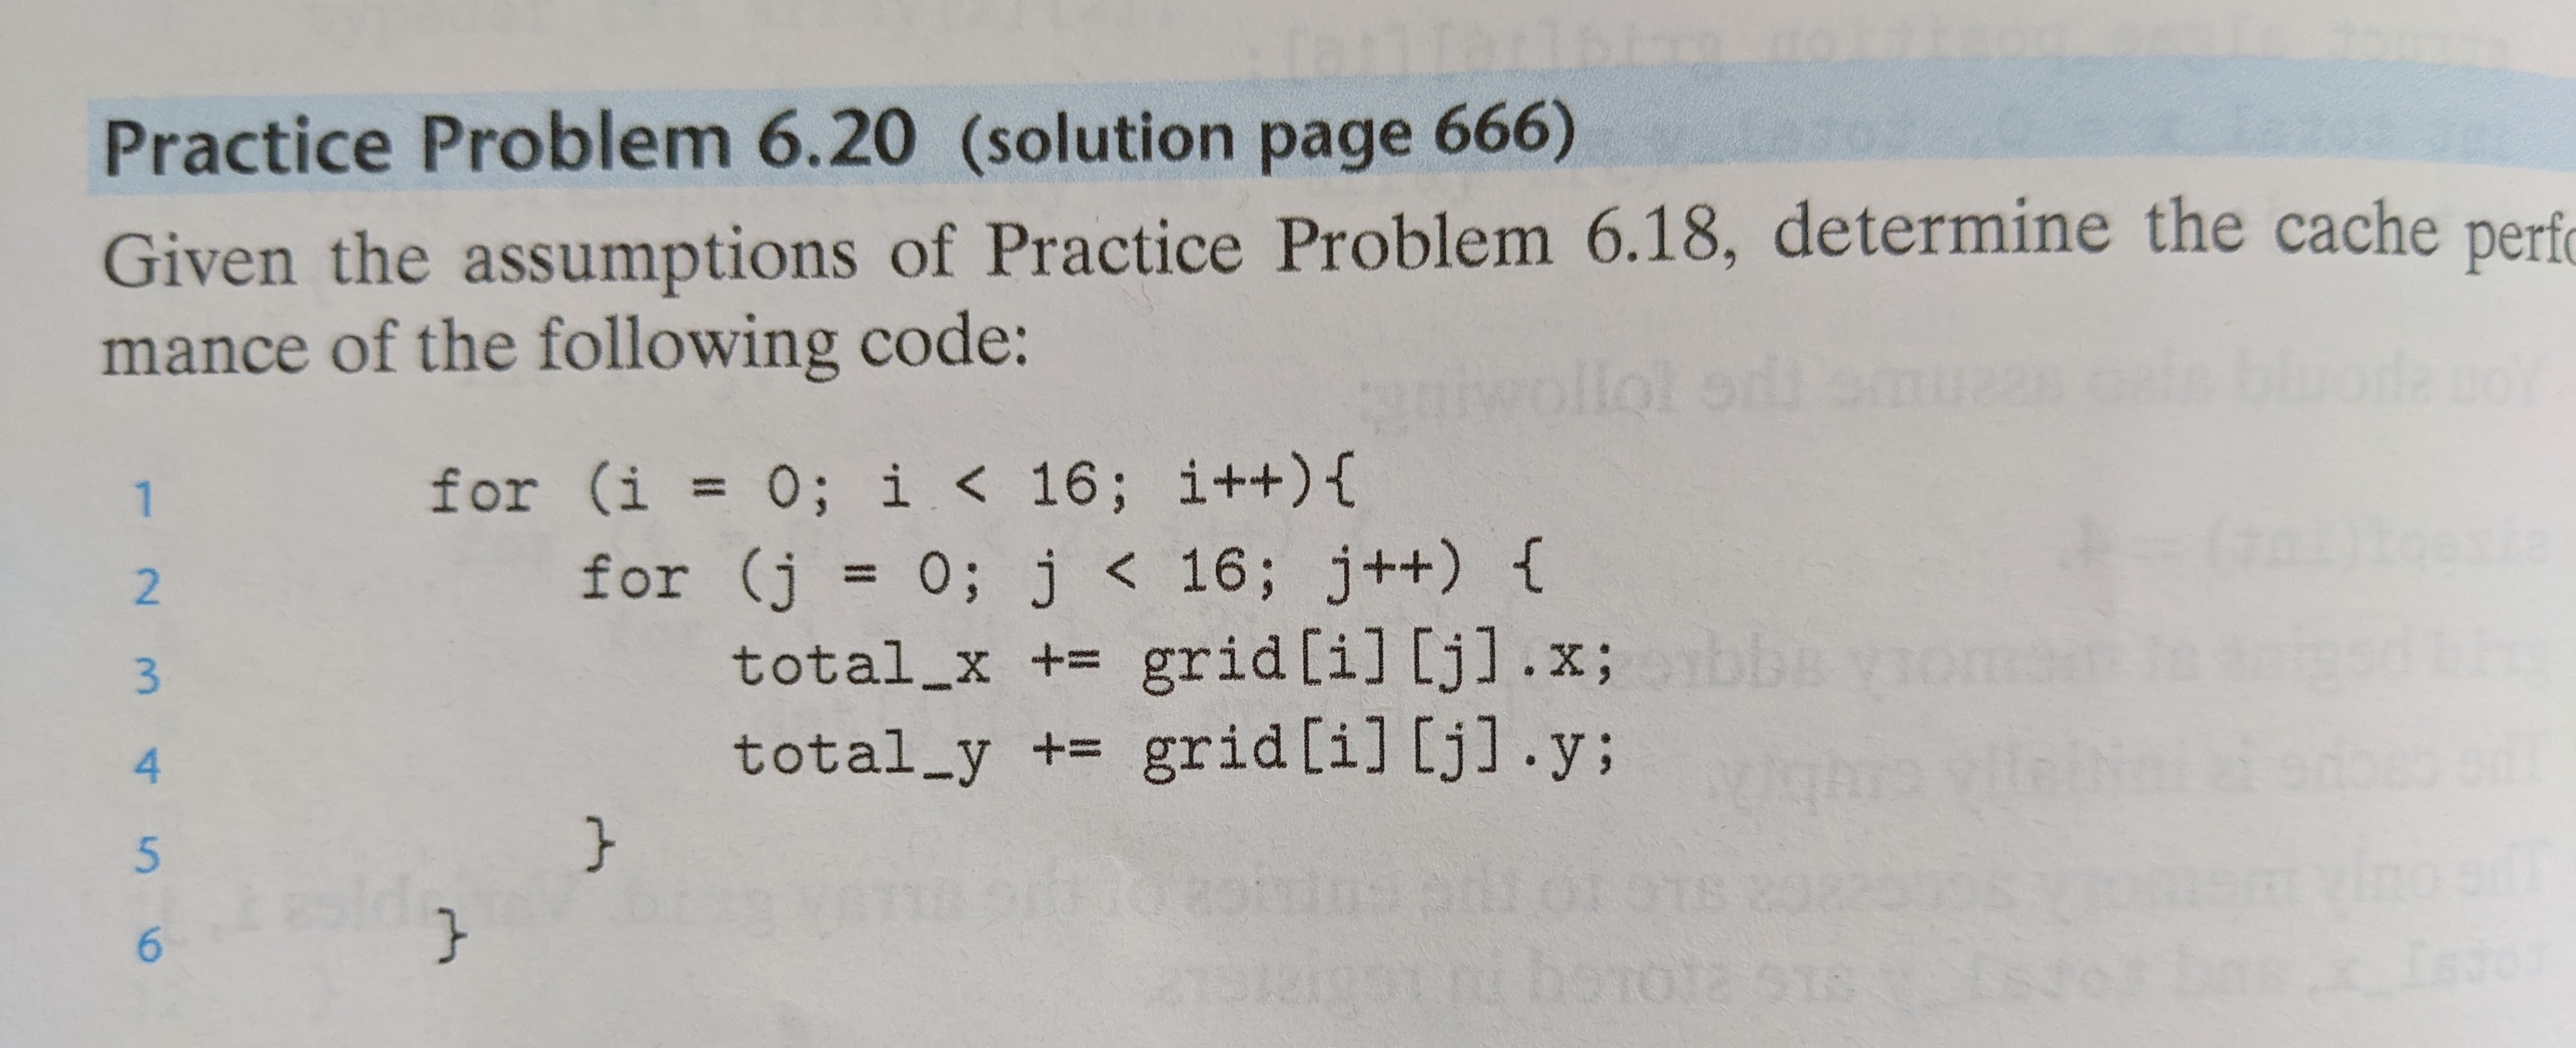 Practice Problem 6.20 (solution page 666)
Given the assumptions of Practice Problem 6.18, determine the cache perfo
mance of the following code:
1 for (i = 0; i < 16; i++){
2 for (j = 0; j < 16; j++) {
3 total_x += grid[i][j].x;
4 total_y += grid[i][j].y;
5 }
6 }